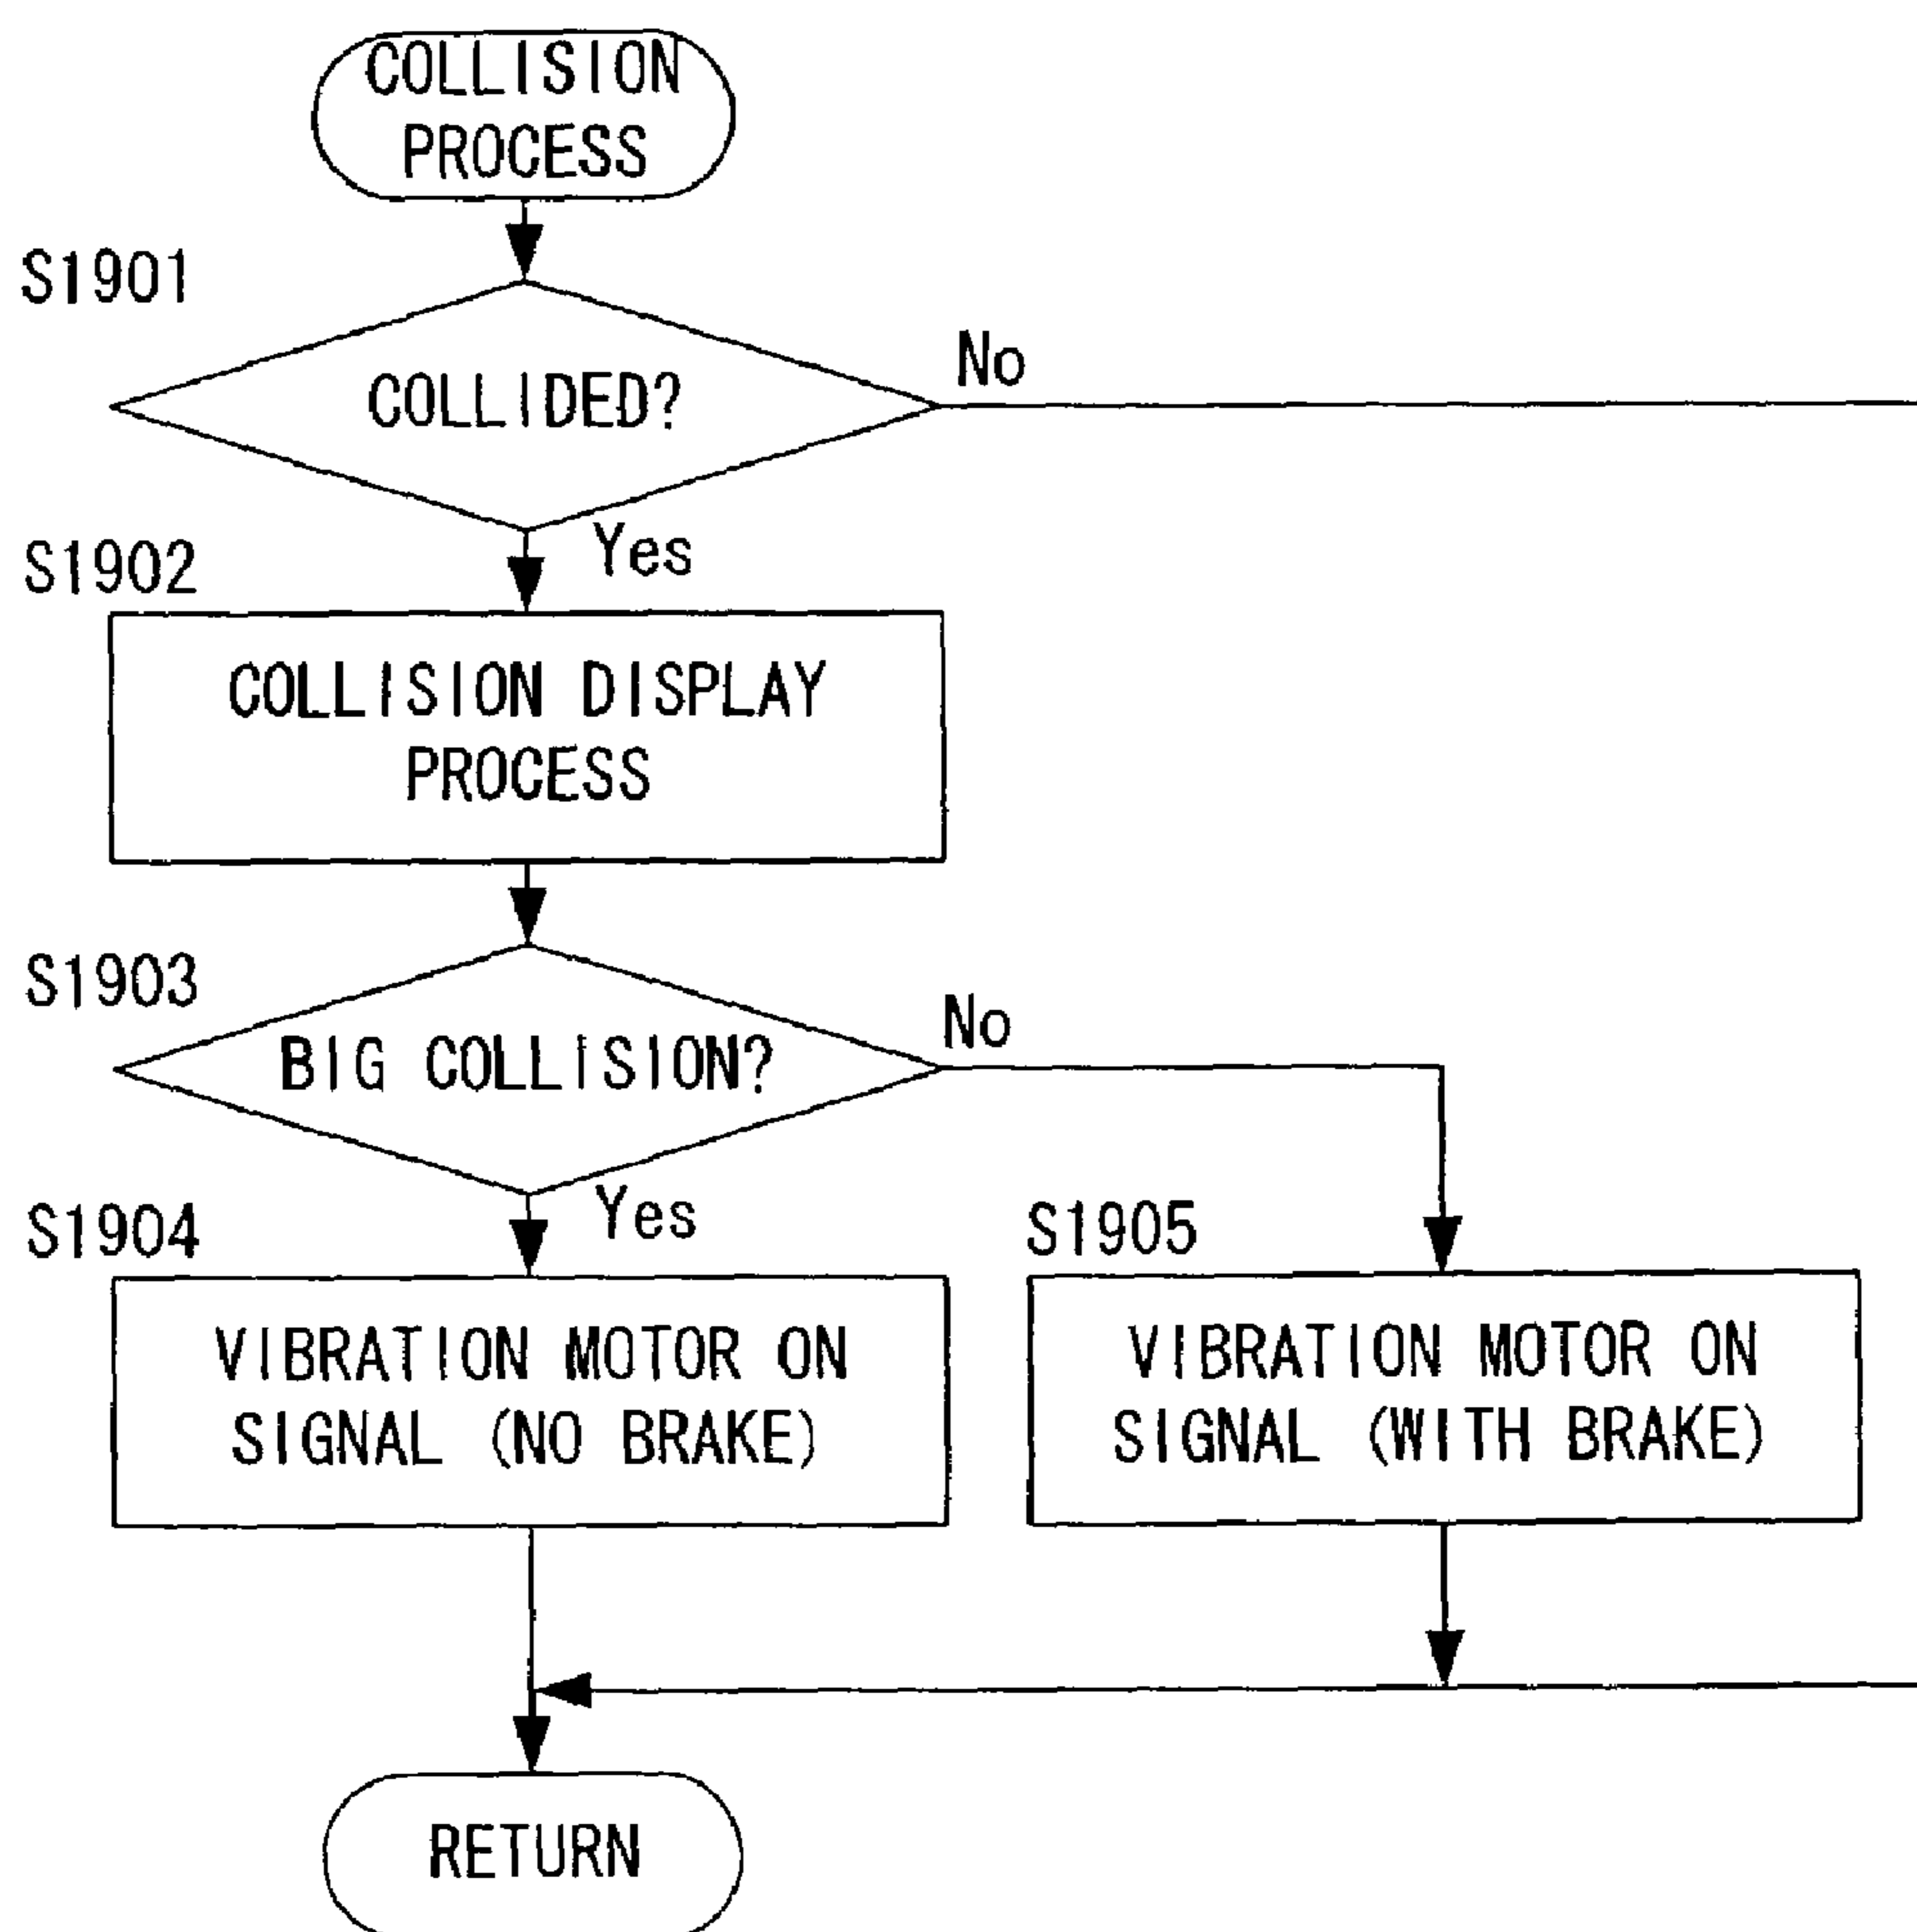 COLLISION
PROCESS
S1901
COLLIDED?
No
Yes
S1902
COLLISION DISPLAY
PROCESS
S1903
BIG COLLISION?
No
Yes
S1904
VIBRATION MOTOR ON
SIGNAL (NO BRAKE)
S1905
VIBRATION MOTOR ON
SIGNAL (WITH BRAKE)
RETURN